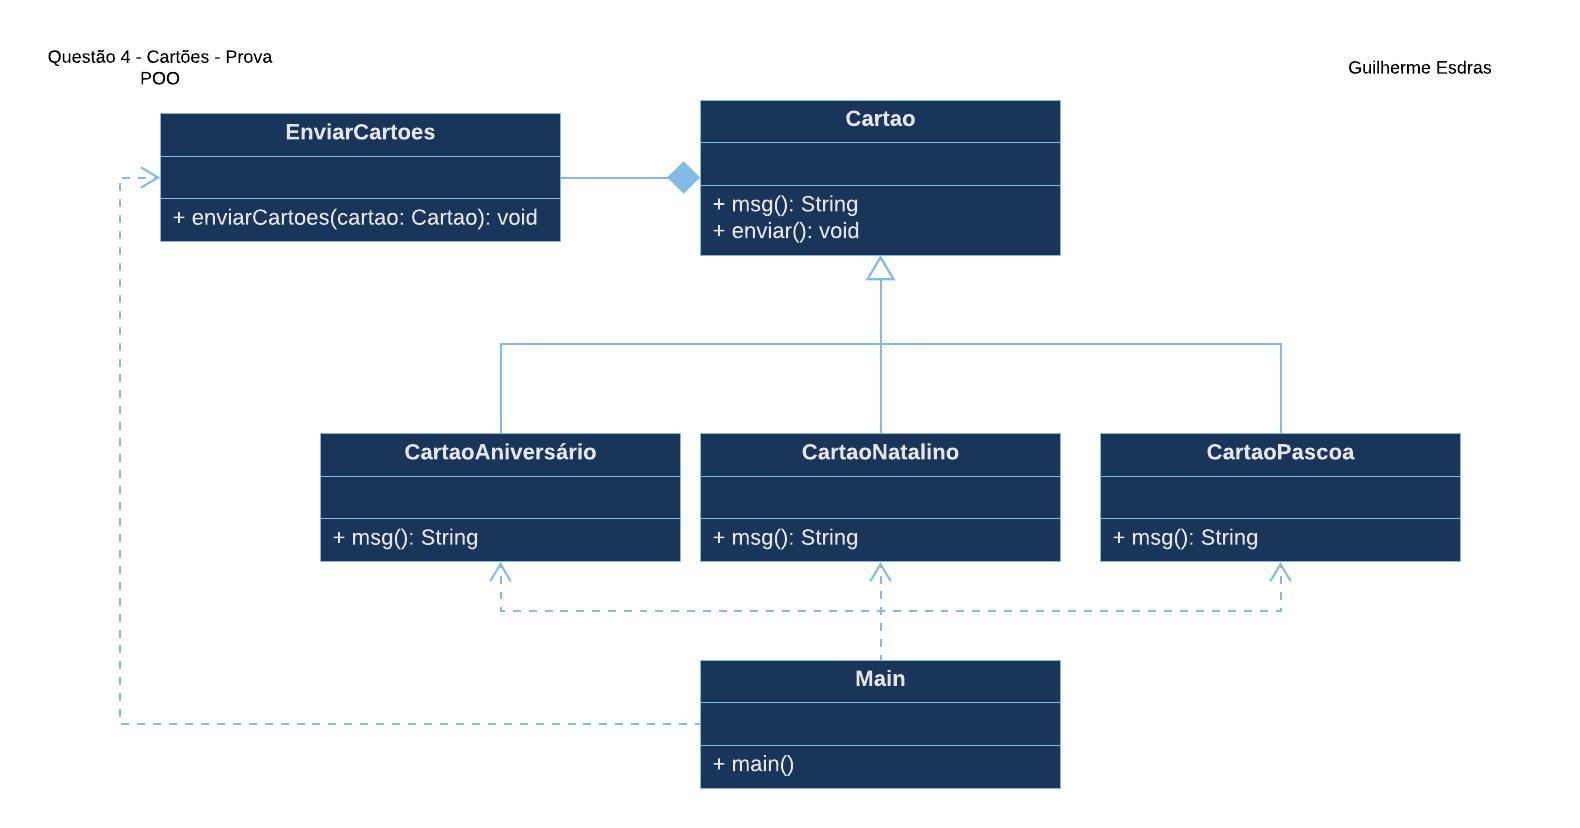 Questão 4 - Cartões - Prova
POO
Guilherme Esdras
EnviarCartoes
+ enviarCartoes(cartao: Cartao): void
Cartao
+ msg(): String
+ enviar(): void
CartaoAniversário
+ msg(): String
CartaoNatalino
+ msg(): String
CartaoPascoa
+ msg(): String
Main
+ main()